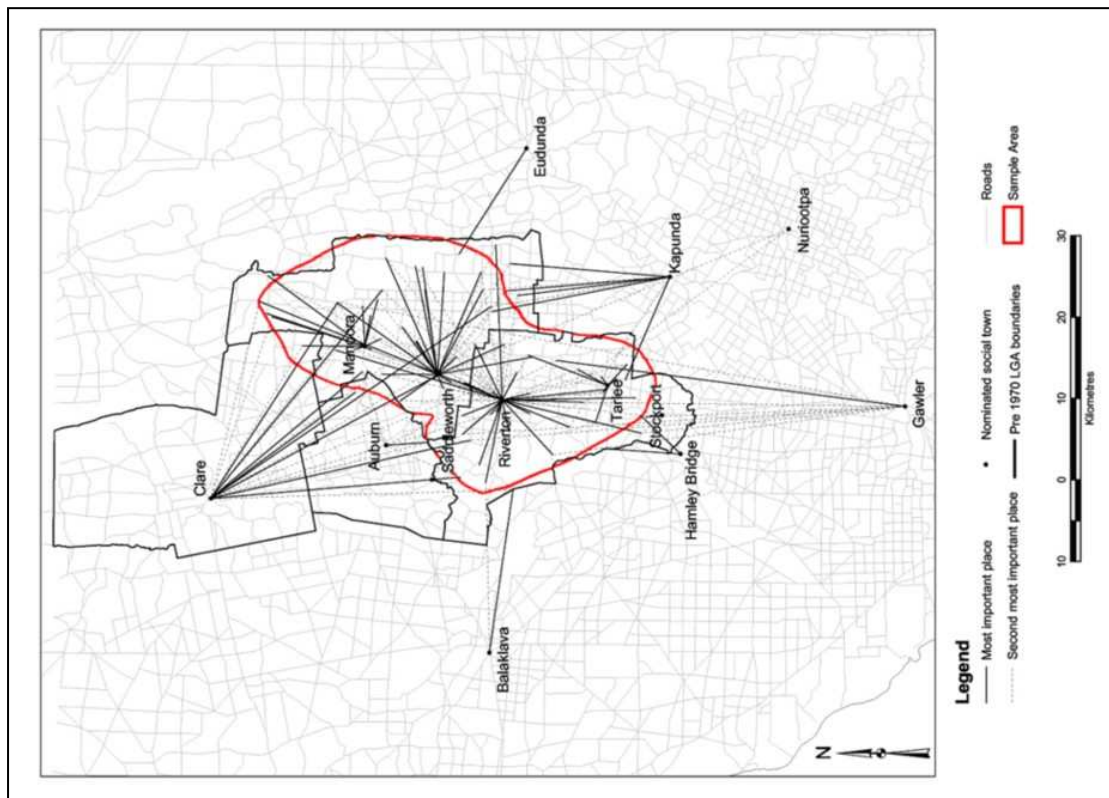 Clare
Auburn
Manoora
Saddleworth
Riverton
Eudunda
Balaklava
Tarlee
Stockport
Hamley Bridge
Kapunda
Nuriootpa
Gawler
N
Legend
Most important place
Nominated social town
Roads
Second most important place
Pre 1970 LGA boundaries
Sample Area
10 0 10 20 30
Kilometres